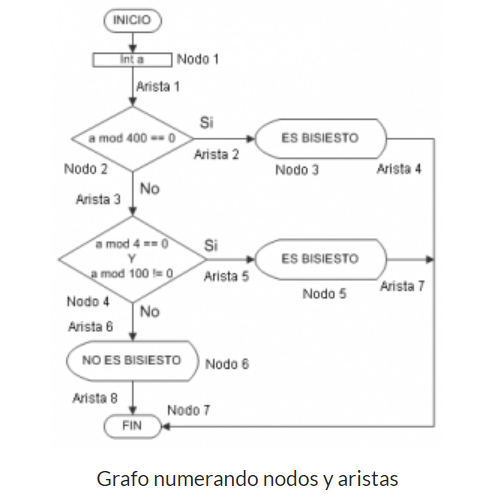 INICIO
Int a
Nodo 1
Arista 1
Si
a mod 400 == 0
ES BISIESTO
Arista 2
Nodo 2
Nodo 3
Arista 4
No
Arista 3
a mod 4 == 0
Y
a mod 100 != 0
Si
ES BISIESTO
Arista 5
Nodo 5
Arista 7
Nodo 4
No
Arista 6
NO ES BISIESTO
Nodo 6
Arista 8
Nodo 7
FIN
Grafo numerando nodos y aristas